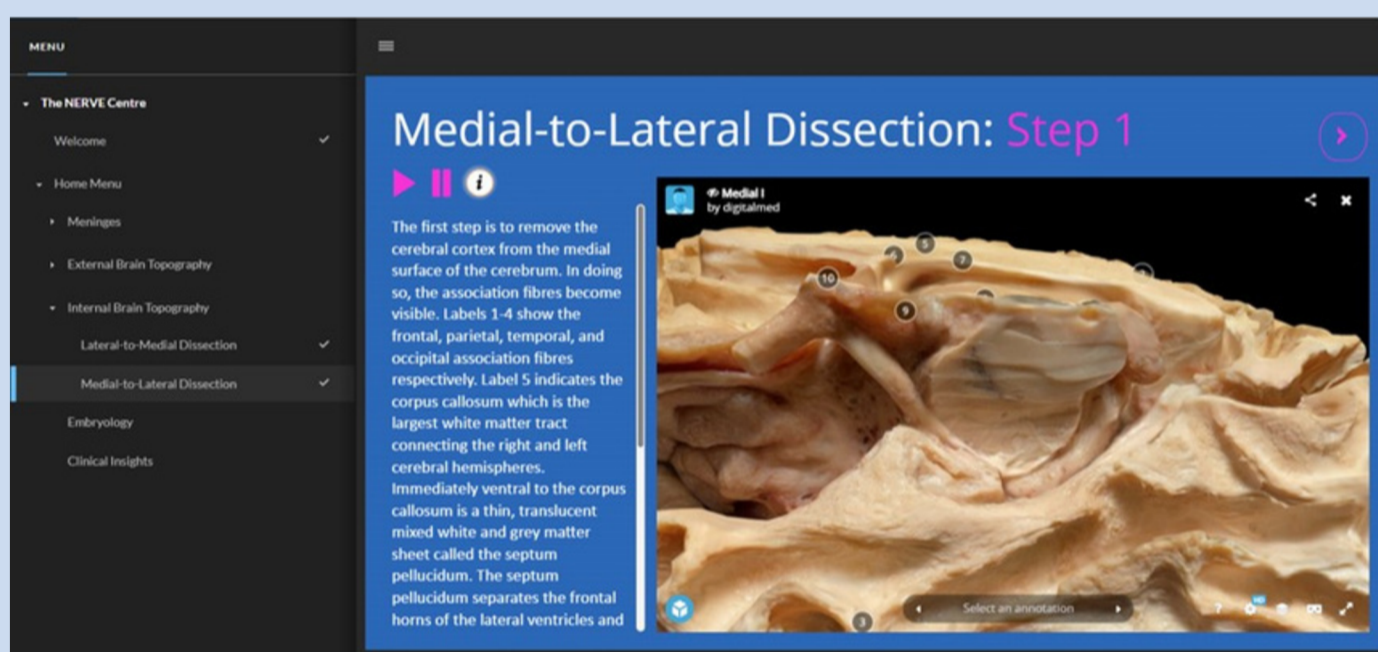 MENU
The NERVE Centre
Welcome
Home Menu
Meninges
External Brain Topography
Internal Brain Topography
Lateral-to-Medial Dissection
Medial-to-Lateral Dissection
Embryology
Clinical Insights
Medial-to-Lateral Dissection: Step 1
i
The first step is to remove the
cerebral cortex from the medial
surface of the cerebrum. In doing
so, the association fibres become
visible. Labels 1-4 show the
frontal, parietal, temporal, and
occipital association fibres
respectively. Label 5 indicates the
corpus callosum which is the
largest white matter tract
connecting the right and left
cerebral hemispheres.
Immediately ventral to the corpus
callosum is a thin, translucent
mixed white and grey matter
sheet called the septum
pellucidum. The septum
pellucidum separates the frontal
horns of the lateral ventricles and
Medial I
by digitalmed
5
7
10
9
3
Select an annotation
?
HD